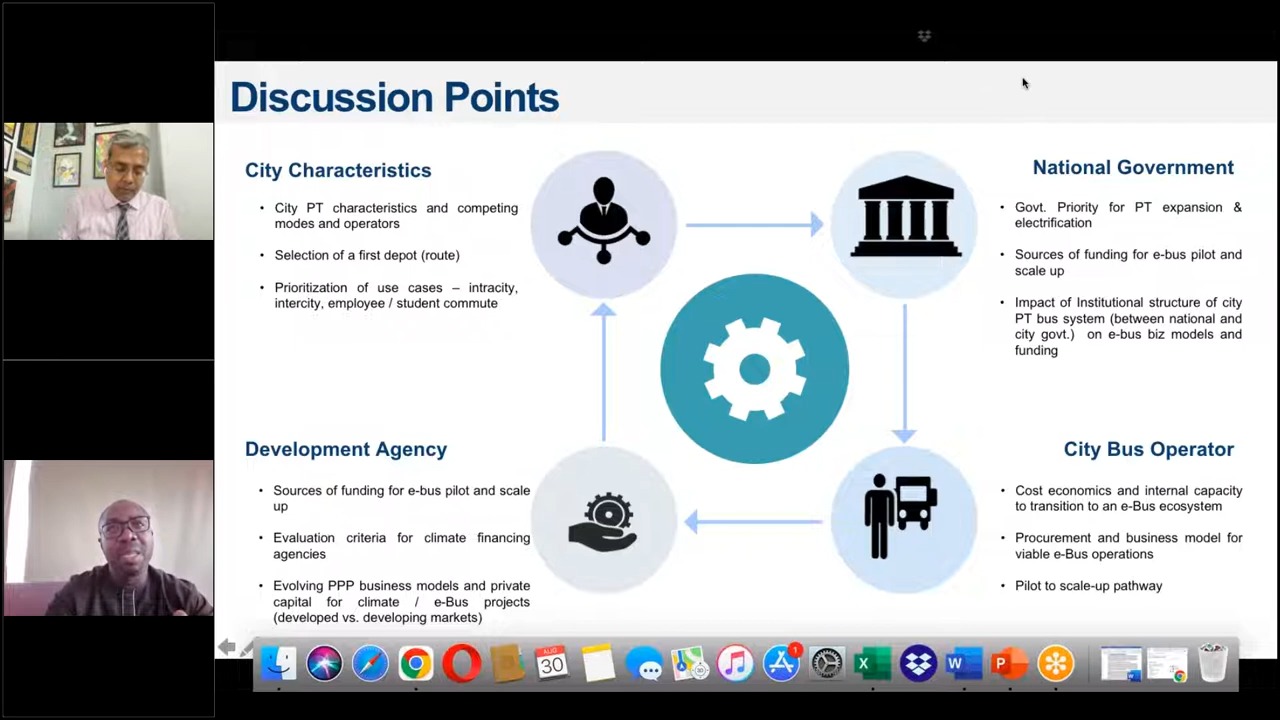 Discussion Points
City Characteristics
• City PT characteristics and competing
modes and operators
• Selection of a first depot (route)
• Prioritization of use cases – intracity,
intercity, employee / student commute
National Government
• Govt. Priority for PT expansion &
electrification
• Sources of funding for e-bus pilot and
scale up
• Impact of Institutional structure of city
PT bus system (between national and
city govt.) on e-bus biz models and
funding
Development Agency
• Sources of funding for e-bus pilot and scale
up
• Evaluation criteria for climate financing
agencies
• Evolving PPP business models and private
capital for climate / e-Bus projects
(developed vs. developing markets)
City Bus Operator
• Cost economics and internal capacity
to transition to an e-Bus ecosystem
• Procurement and business model for
viable e-Bus operations
• Pilot to scale-up pathway
AUG
30
1
X
W
P